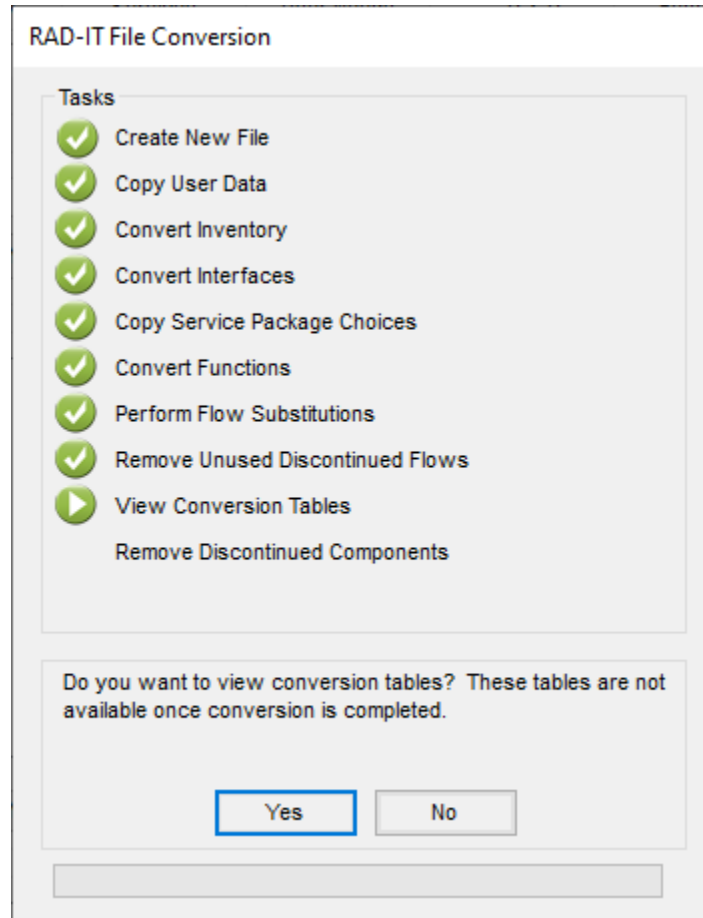 RAD-IT File Conversion
Tasks
Create New File
Copy User Data
Convert Inventory
Convert Interfaces
Copy Service Package Choices
Convert Functions
Perform Flow Substitutions
Remove Unused Discontinued Flows
View Conversion Tables
Remove Discontinued Components
Do you want to view conversion tables?  These tables are not
available once conversion is completed.
Yes No